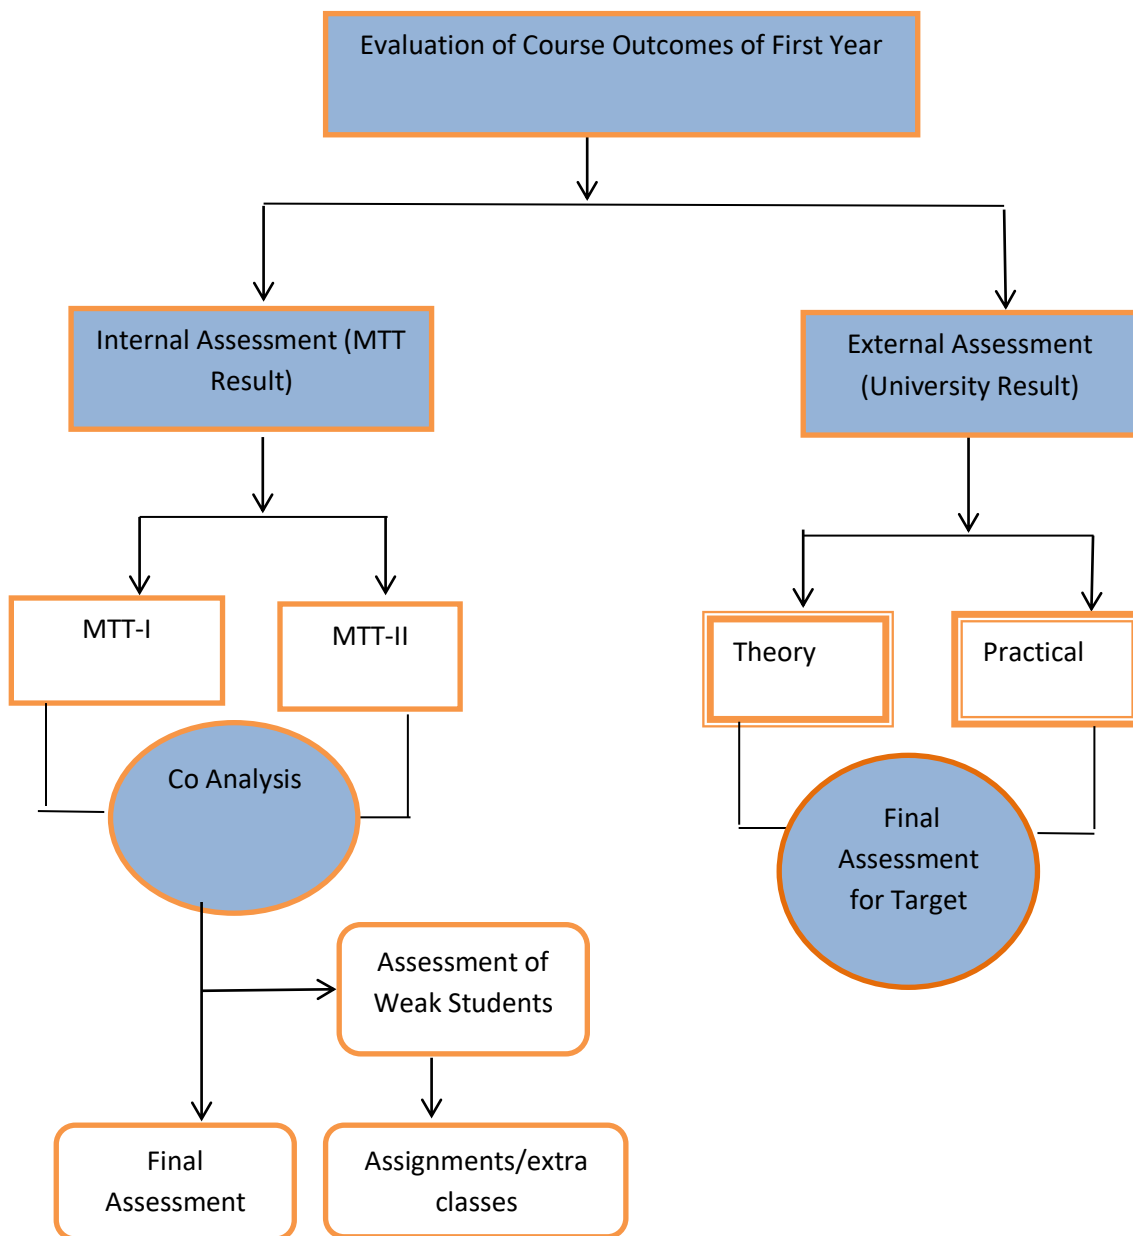 Evaluation of Course Outcomes of First Year
Internal Assessment (MTT
Result)
External Assessment
(University Result)
MTT-I
MTT-II
Theory
Practical
Co Analysis
Final
Assessment
for Target
Assessment of
Weak Students
Final
Assessment
Assignments/extra
classes